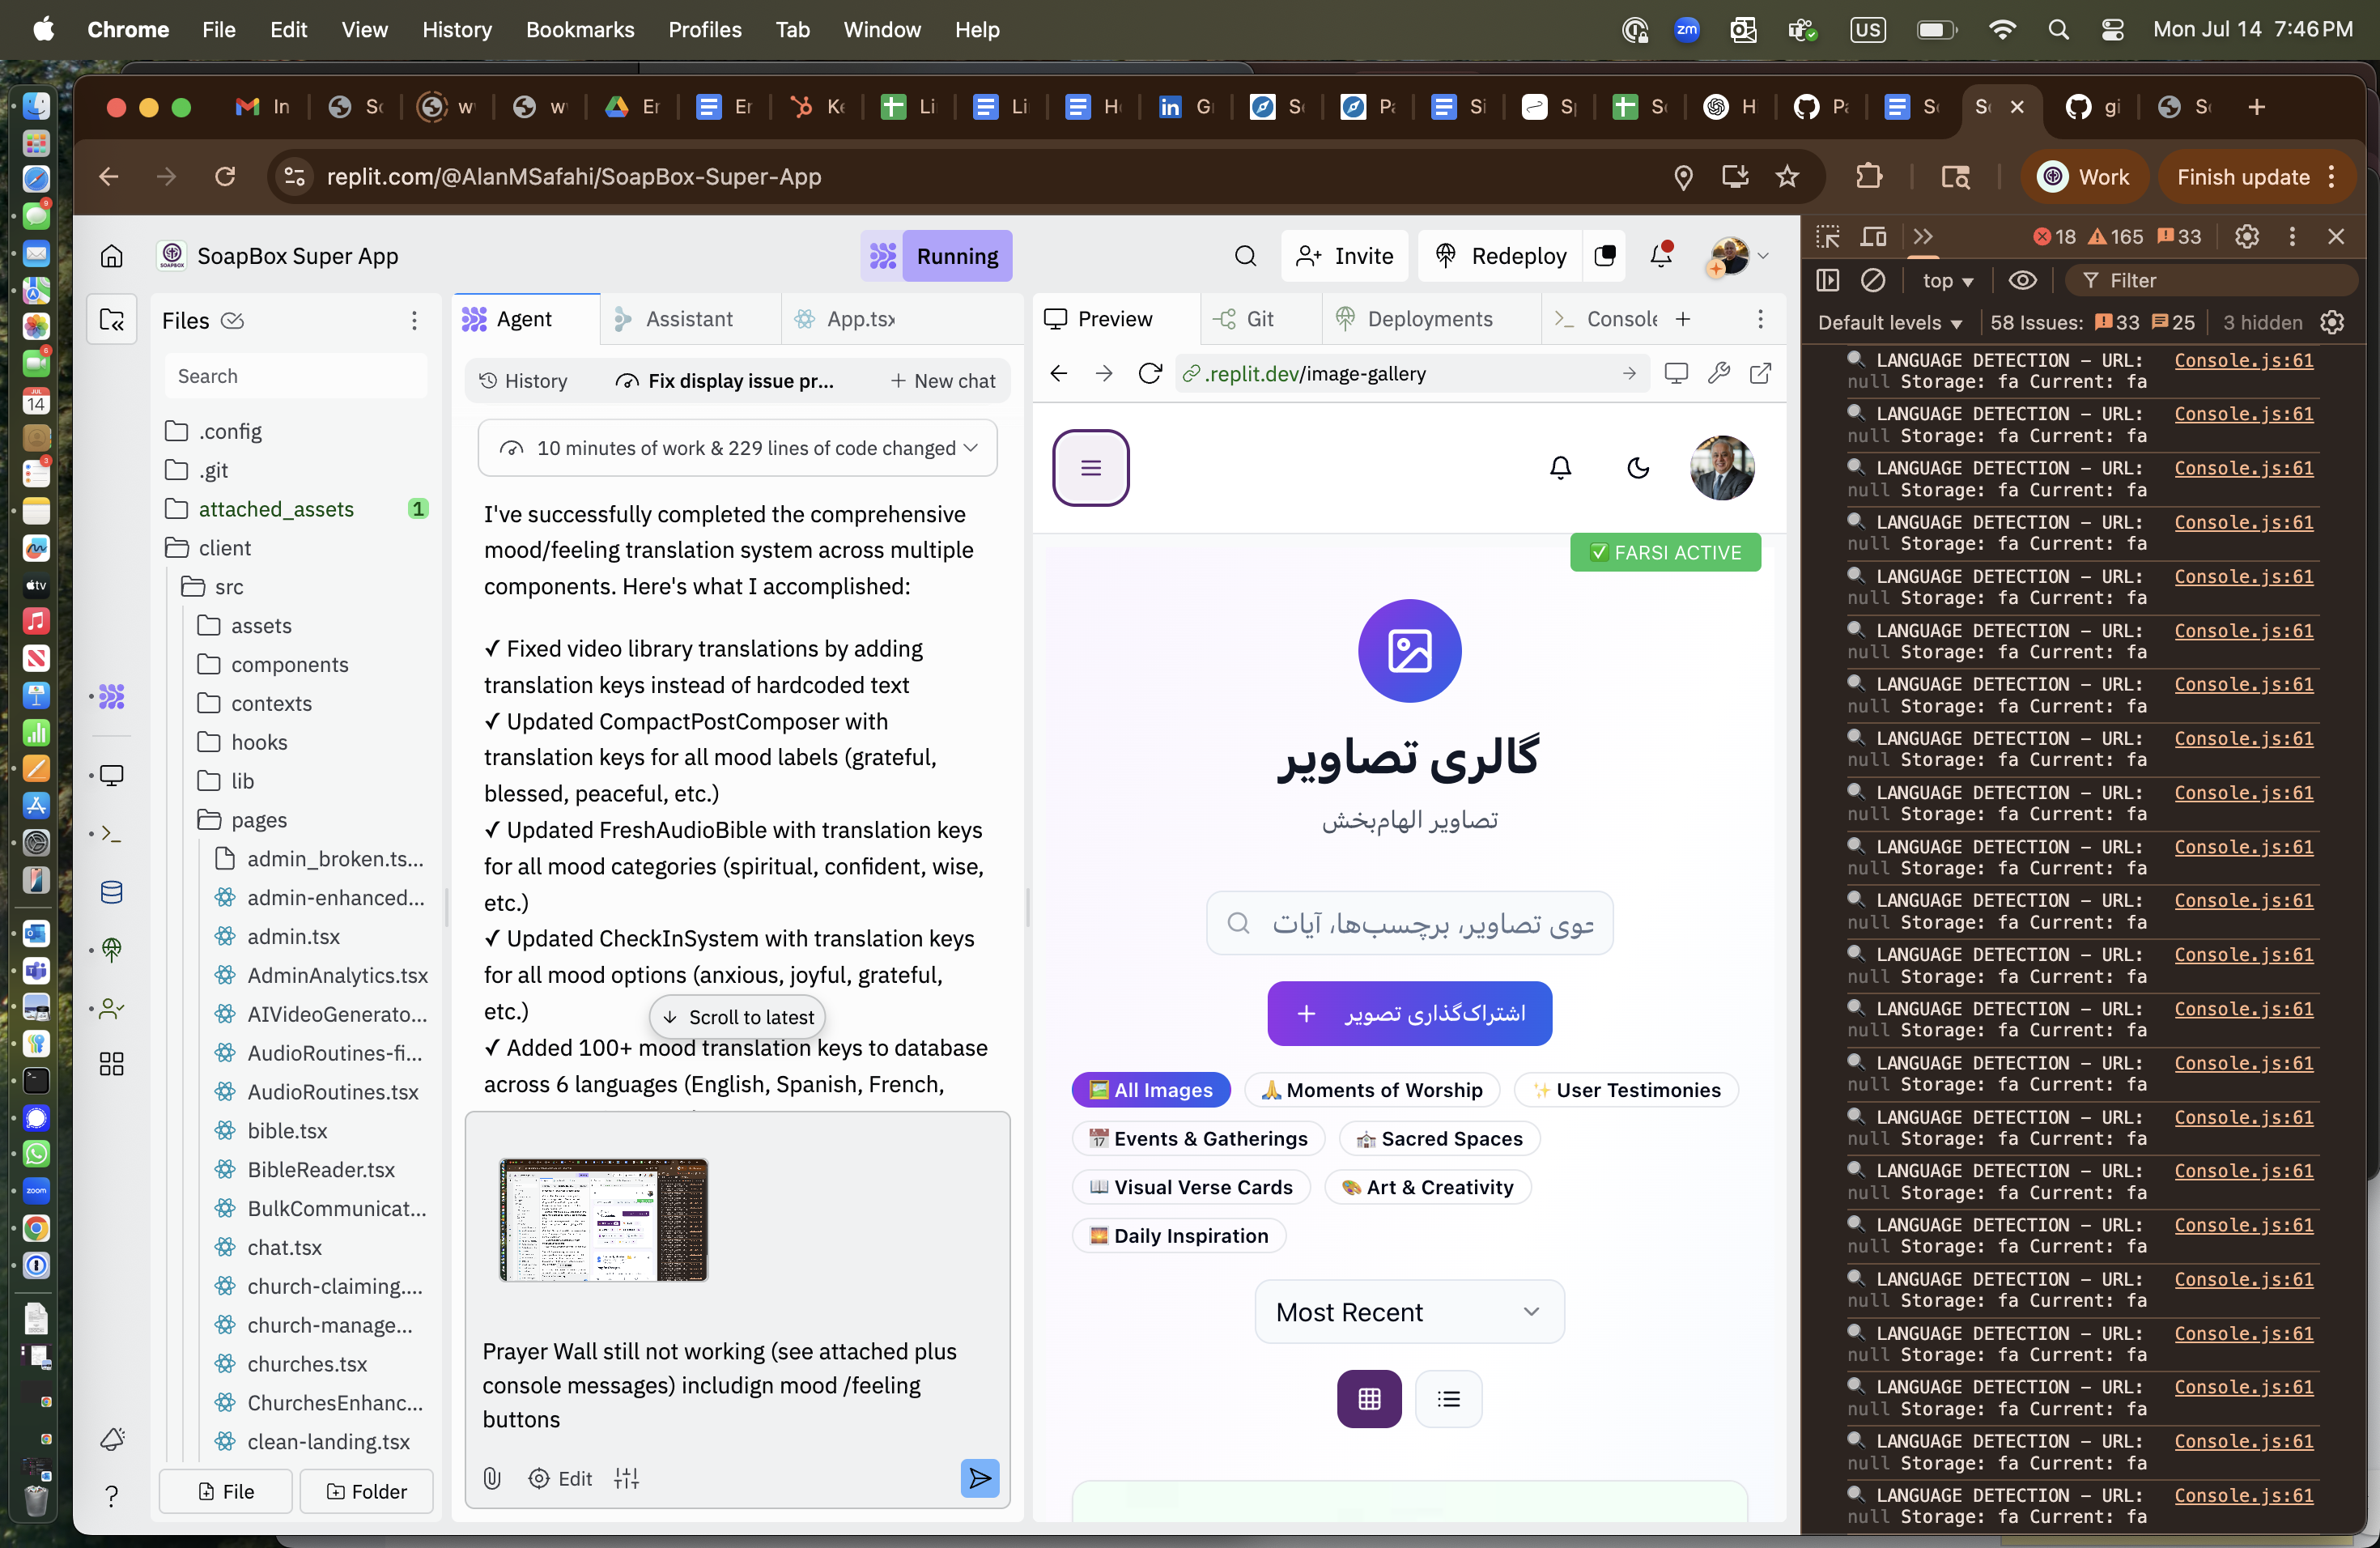 Chrome File Edit View History Bookmarks Profiles Tab Window Help
zm
US
Mon Jul 14 7:46 PM
In
Sc
w
w
Er
Er
Ke
Li
Li
Hc
G
Sc
Pa
Si
Sp
Sc
H
Pa
Sc
Sc
gi
Sc
replit.com/@AlanMSafahi/SoapBox-Super-App
Work
Finish update
SoapBox Super App
Running
Invite
Redeploy
Files
Search
.config
.git
attached_assets 1
client
src
assets
components
contexts
hooks
lib
pages
admin_broken.ts...
admin-enhanced...
admin.tsx
AdminAnalytics.tsx
AIVideoGenerato...
AudioRoutines-fi...
AudioRoutines.tsx
bible.tsx
BibleReader.tsx
BulkCommunicat...
chat.tsx
church-claiming....
church-manage...
churches.tsx
ChurchesEnhanc...
clean-landing.tsx
File Folder
Agent
Assistant
App.tsx
History
Fix display issue pr...
New chat
10 minutes of work & 229 lines of code changed
I've successfully completed the comprehensive
mood/feeling translation system across multiple
components. Here's what I accomplished:
✓ Fixed video library translations by adding
translation keys instead of hardcoded text
✓ Updated CompactPostComposer with
translation keys for all mood labels (grateful,
blessed, peaceful, etc.)
✓ Updated FreshAudioBible with translation keys
for all mood categories (spiritual, confident, wise,
etc.)
✓ Updated CheckInSystem with translation keys
for all mood options (anxious, joyful, grateful,
etc.)
Scroll to latest
✓ Added 100+ mood translation keys to database
across 6 languages (English, Spanish, French,
Prayer Wall still not working (see attached plus
console messages) includign mood /feeling
buttons
Edit
Preview
Git
Deployments
Console
.replit.dev/image-gallery
✅ FARSI ACTIVE
گالری تصاویر
تصاویر الهام‌بخش
جوی تصاویر، برچسب‌ها، آیات
اشتراک‌گذاری تصویر +
All Images
Moments of Worship
User Testimonies
Events & Gatherings
Sacred Spaces
Visual Verse Cards
Art & Creativity
Daily Inspiration
Most Recent
18 165 33
top
Filter
Default levels
58 Issues: 33 25
3 hidden
LANGUAGE DETECTION – URL: Console.js:61
null Storage: fa Current: fa
LANGUAGE DETECTION – URL: Console.js:61
null Storage: fa Current: fa
LANGUAGE DETECTION – URL: Console.js:61
null Storage: fa Current: fa
LANGUAGE DETECTION – URL: Console.js:61
null Storage: fa Current: fa
LANGUAGE DETECTION – URL: Console.js:61
null Storage: fa Current: fa
LANGUAGE DETECTION – URL: Console.js:61
null Storage: fa Current: fa
LANGUAGE DETECTION – URL: Console.js:61
null Storage: fa Current: fa
LANGUAGE DETECTION – URL: Console.js:61
null Storage: fa Current: fa
LANGUAGE DETECTION – URL: Console.js:61
null Storage: fa Current: fa
LANGUAGE DETECTION – URL: Console.js:61
null Storage: fa Current: fa
LANGUAGE DETECTION – URL: Console.js:61
null Storage: fa Current: fa
LANGUAGE DETECTION – URL: Console.js:61
null Storage: fa Current: fa
LANGUAGE DETECTION – URL: Console.js:61
null Storage: fa Current: fa
LANGUAGE DETECTION – URL: Console.js:61
null Storage: fa Current: fa
LANGUAGE DETECTION – URL: Console.js:61
null Storage: fa Current: fa
LANGUAGE DETECTION – URL: Console.js:61
null Storage: fa Current: fa
LANGUAGE DETECTION – URL: Console.js:61
null Storage: fa Current: fa
LANGUAGE DETECTION – URL: Console.js:61
null Storage: fa Current: fa
LANGUAGE DETECTION – URL: Console.js:61
null Storage: fa Current: fa
LANGUAGE DETECTION – URL: Console.js:61
null Storage: fa Current: fa
LANGUAGE DETECTION – URL: Console.js:61
null Storage: fa Current: fa
LANGUAGE DETECTION – URL: Console.js:61
null Storage: fa Current: fa